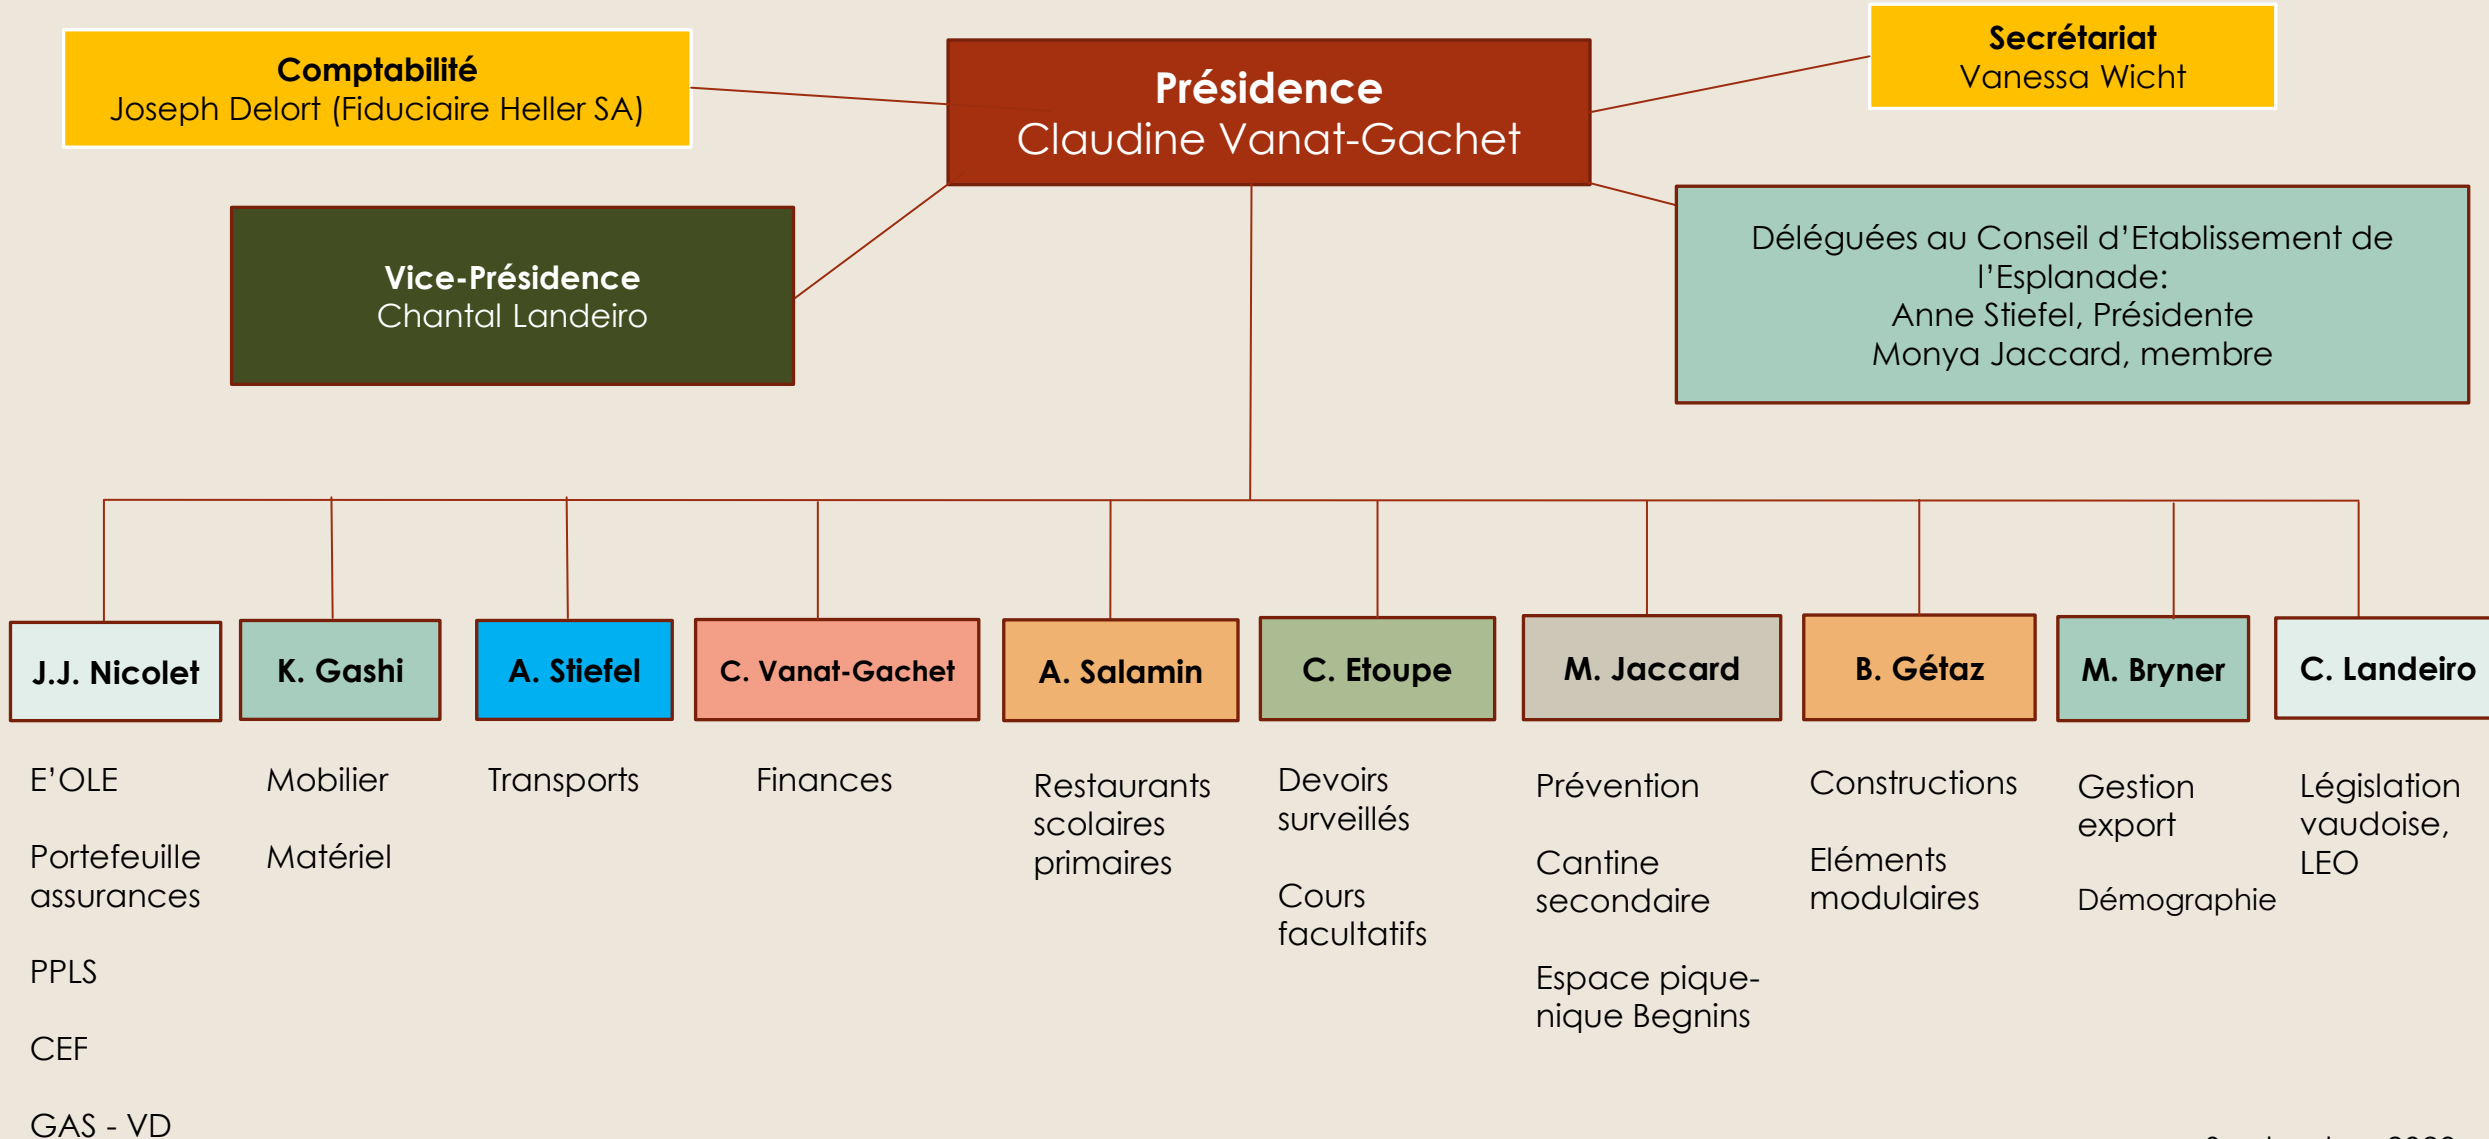 Comptabilité
Joseph Delort (Fiduciaire Heller SA)
Présidence
Claudine Vanat-Gachet
Secrétariat
Vanessa Wicht
Vice-Présidence
Chantal Landeiro
Déléguées au Conseil d’Etablissement de
l’Esplanade:
Anne Stiefel, Présidente
Monya Jaccard, membre
J.J. Nicolet
K. Gashi
A. Stiefel
C. Vanat-Gachet
A. Salamin
C. Etoupe
M. Jaccard
B. Gétaz
M. Bryner
C. Landeiro
E’OLE
Portefeuille
assurances
PPLS
CEF
GAS - VD
Mobilier
Matériel
Transports
Finances
Restaurants
scolaires
primaires
Devoirs
surveillés
Cours
facultatifs
Prévention
Cantine
secondaire
Espace pique-
nique Begnins
Constructions
Eléments
modulaires
Gestion
export
Démographie
Législation
vaudoise,
LEO